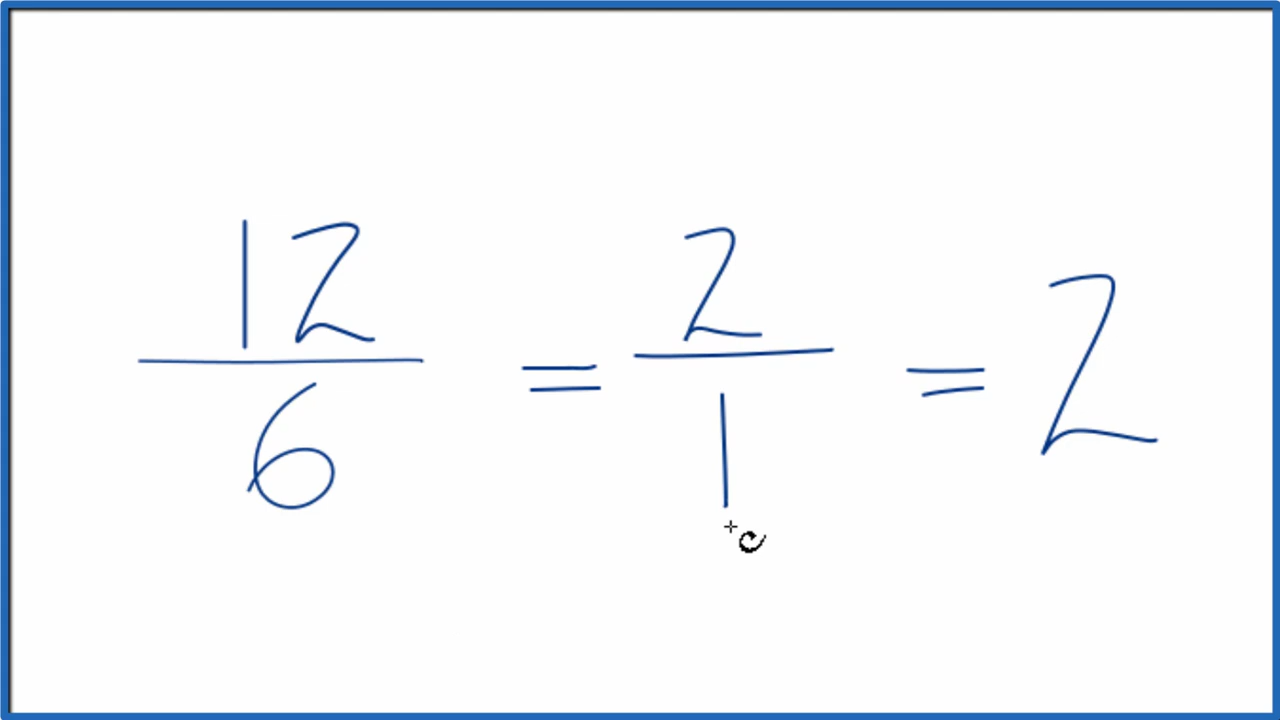 12/6 = 2/1 = 2